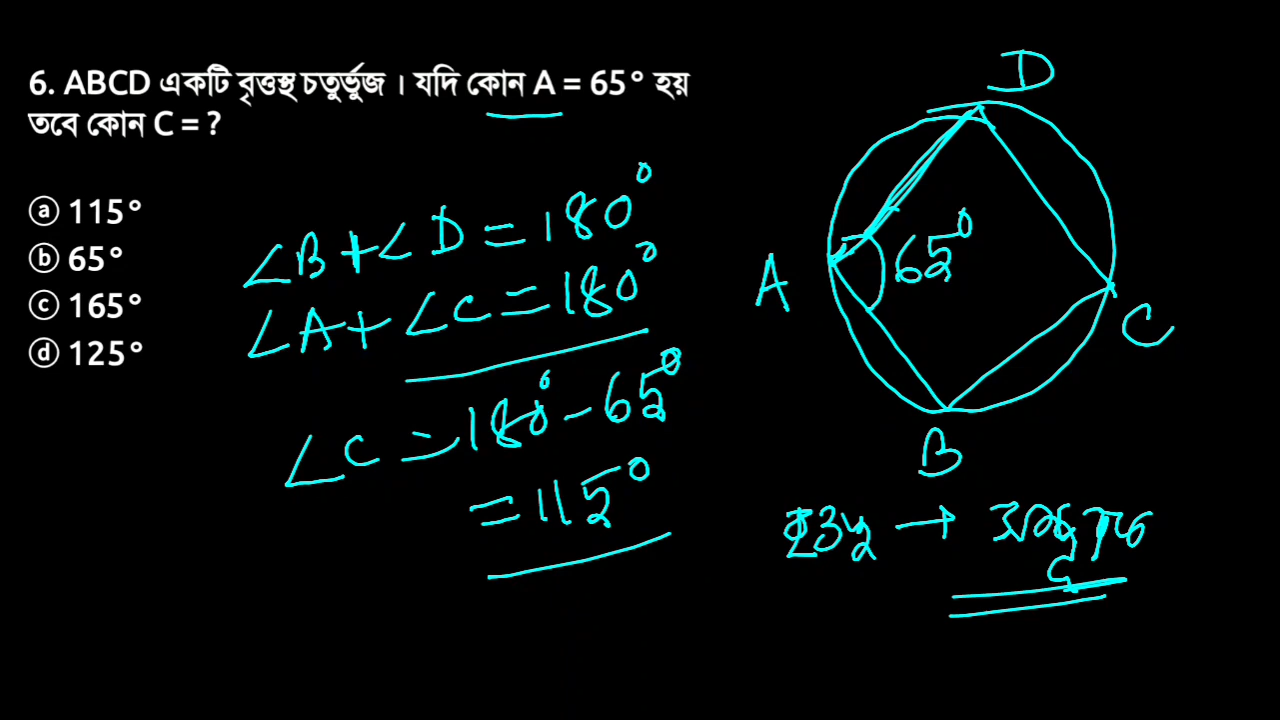 6. ABCD একটি বৃত্তস্থ চতুর্ভুজ । যদি কোন A = 65° হয়
তবে কোন C = ?
ⓐ 115°
ⓑ 65°
ⓒ 165°
ⓓ 125°
∠B+∠D=180°
∠A+∠C=180°
∠C=180°-65°
=115°
D
A
65°
C
B
→